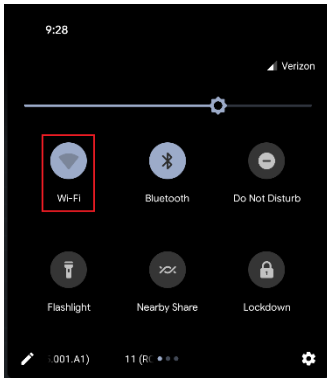 9:28
Verizon
Wi-Fi
Bluetooth
Do Not Disturb
Flashlight
Nearby Share
Lockdown
.001.A1)
11 (R